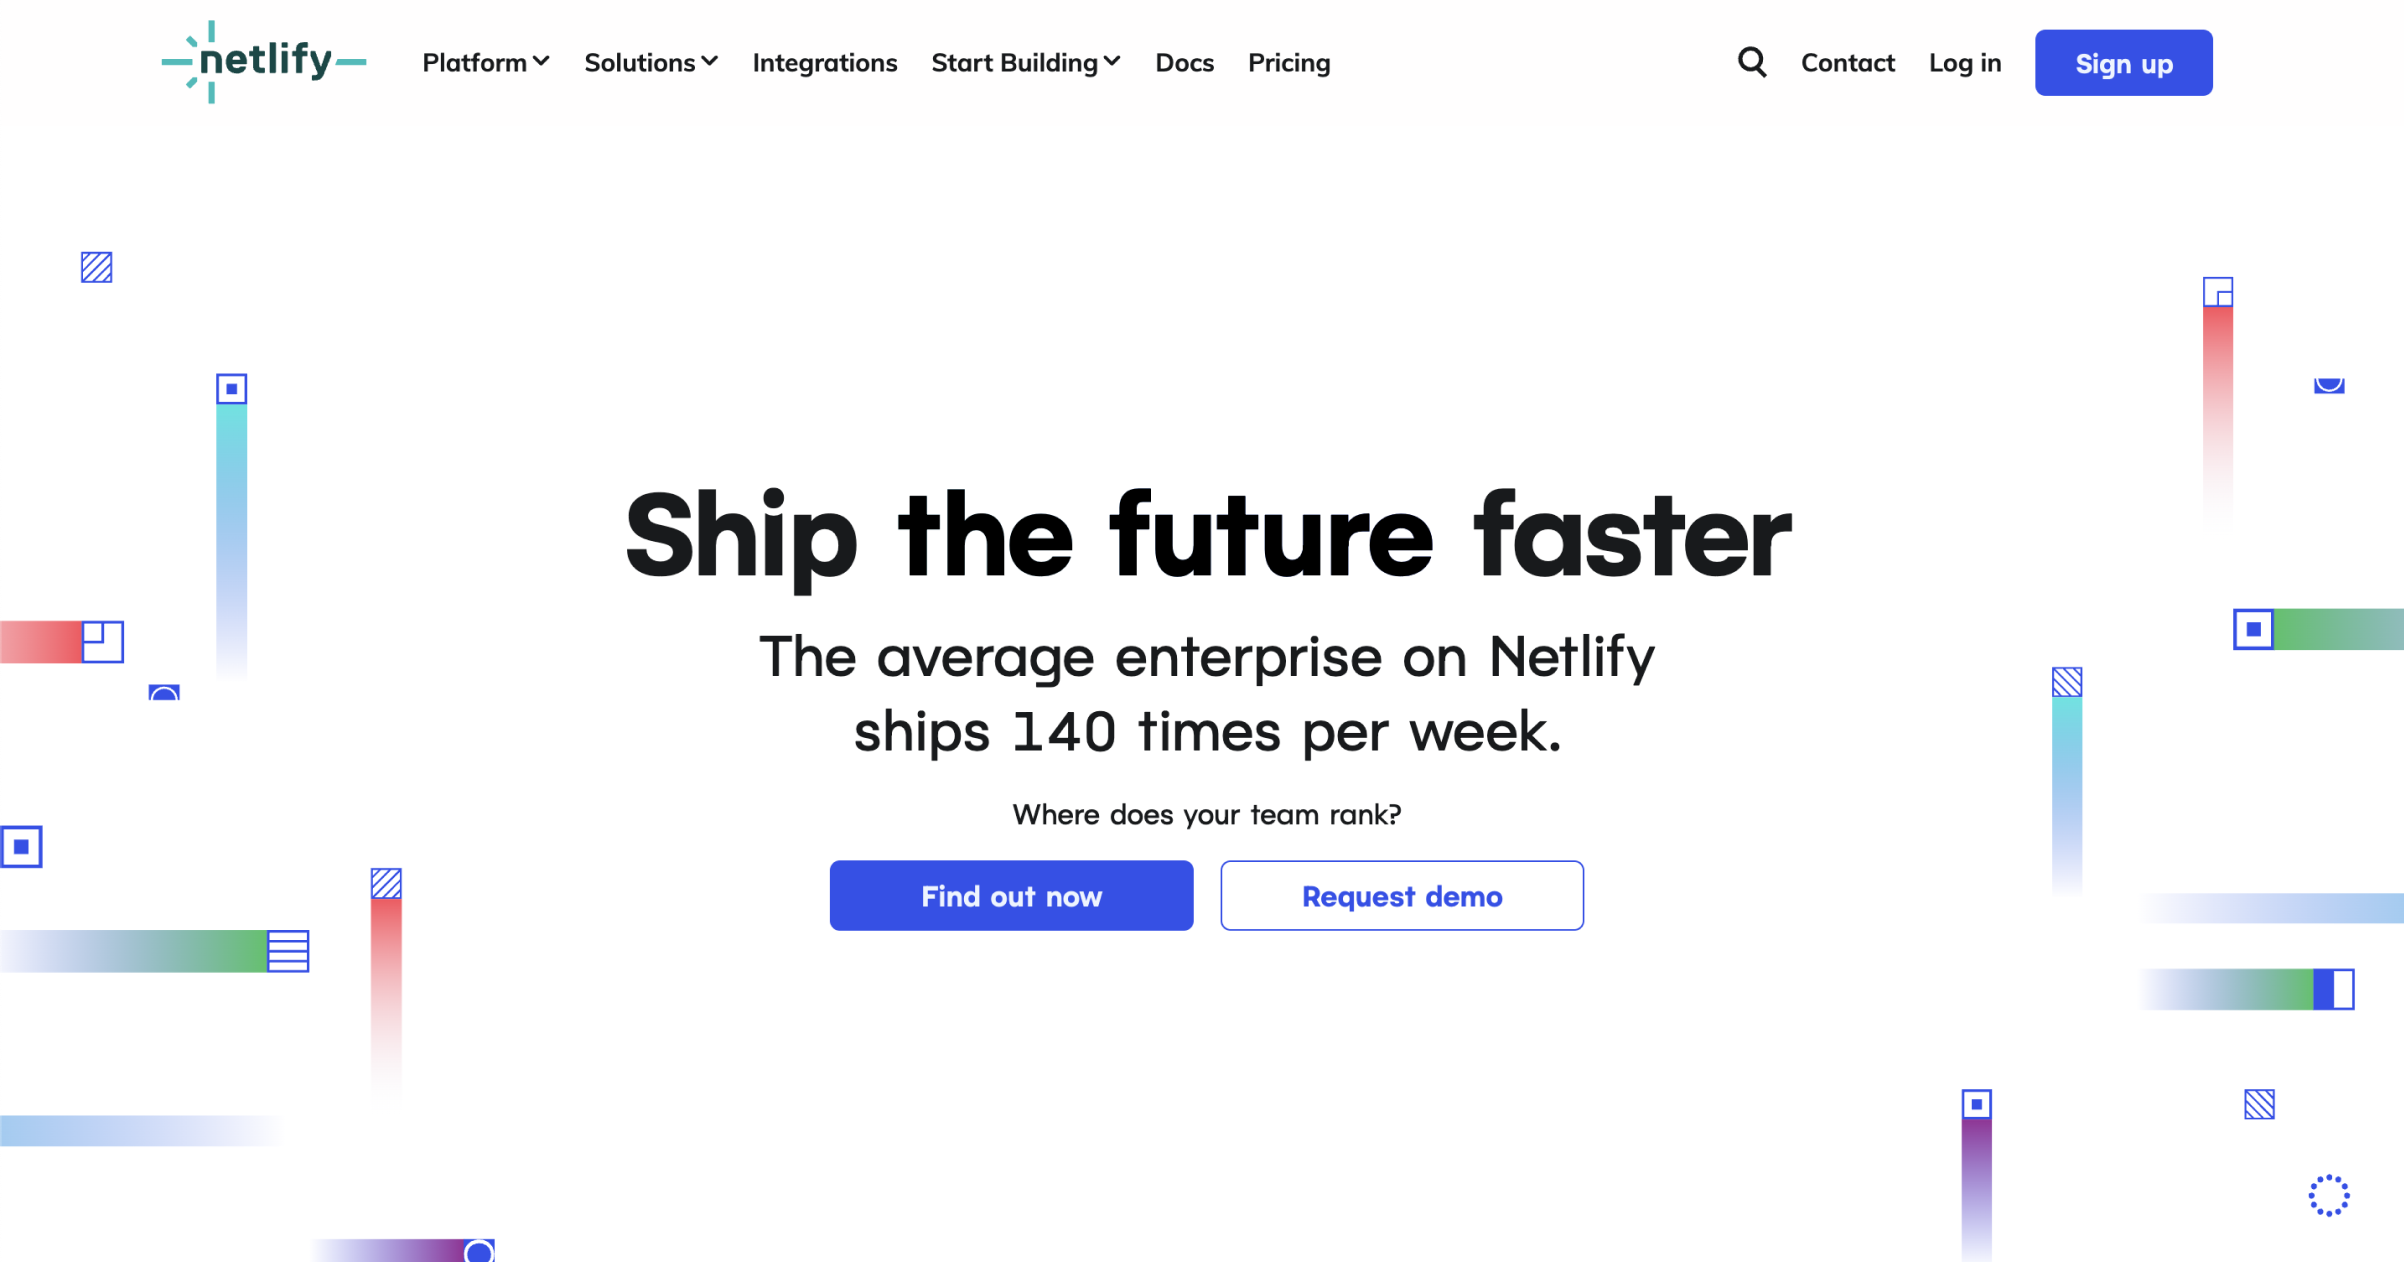 netlify
Platform
Solutions
Integrations
Start Building
Docs
Pricing
Contact
Log in
Sign up
Ship the future faster
The average enterprise on Netlify
ships 140 times per week.
Where does your team rank?
Find out now
Request demo